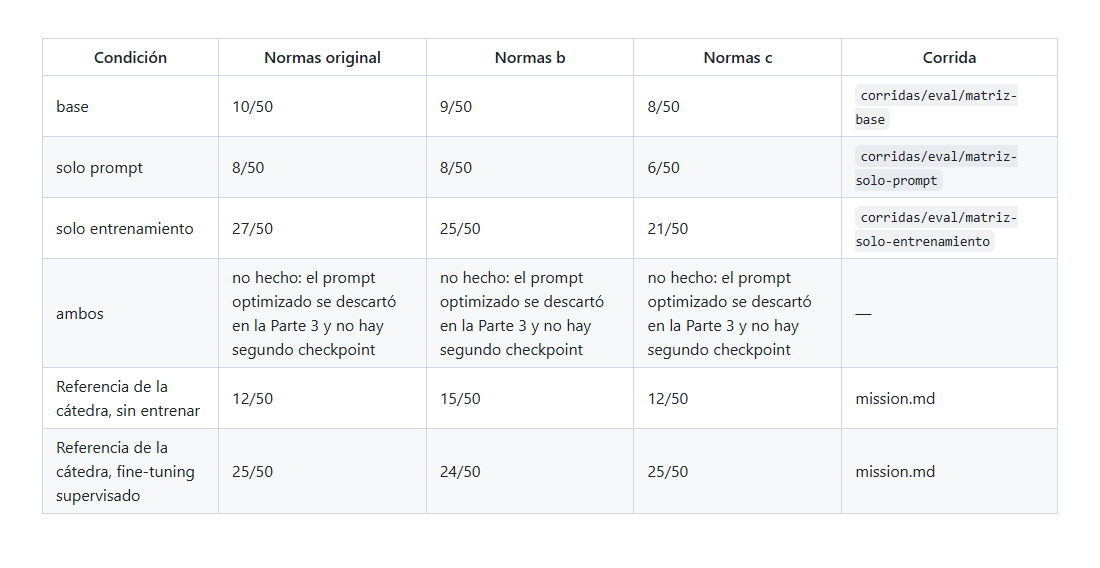 Condición Normas original Normas b Normas c Corrida
base 10/50 9/50 8/50 corridas/eval/matriz-
base
solo prompt 8/50 8/50 6/50 corridas/eval/matriz-
solo-prompt
solo entrenamiento 27/50 25/50 21/50 corridas/eval/matriz-
solo-entrenamiento
ambos
no hecho: el prompt
optimizado se descartó
en la Parte 3 y no hay
segundo checkpoint
no hecho: el prompt
optimizado se descartó
en la Parte 3 y no hay
segundo checkpoint
no hecho: el prompt
optimizado se descartó
en la Parte 3 y no hay
segundo checkpoint
—
Referencia de la
cátedra, sin entrenar
12/50 15/50 12/50 mission.md
Referencia de la
cátedra, fine-tuning
supervisado
25/50 24/50 25/50 mission.md